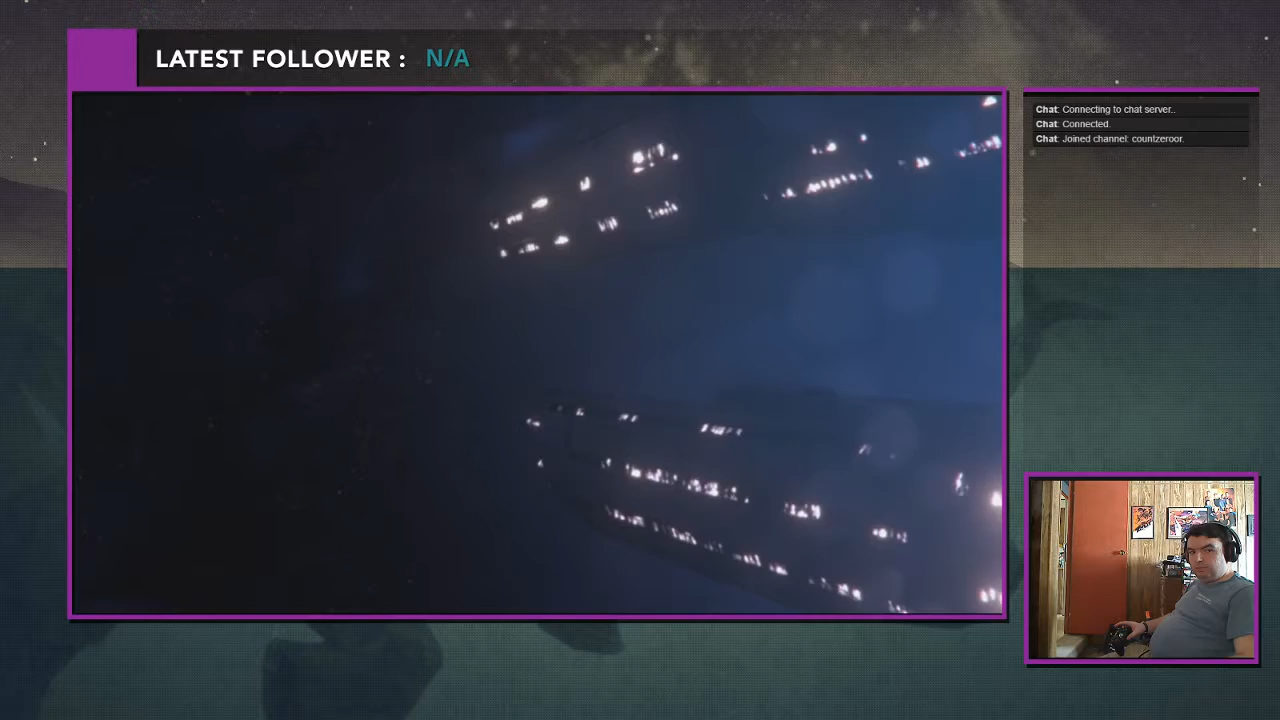 LATEST FOLLOWER : N/A
Chat: Connecting to chat server..
Chat: Connected.
Chat: Joined channel: countzeroor.